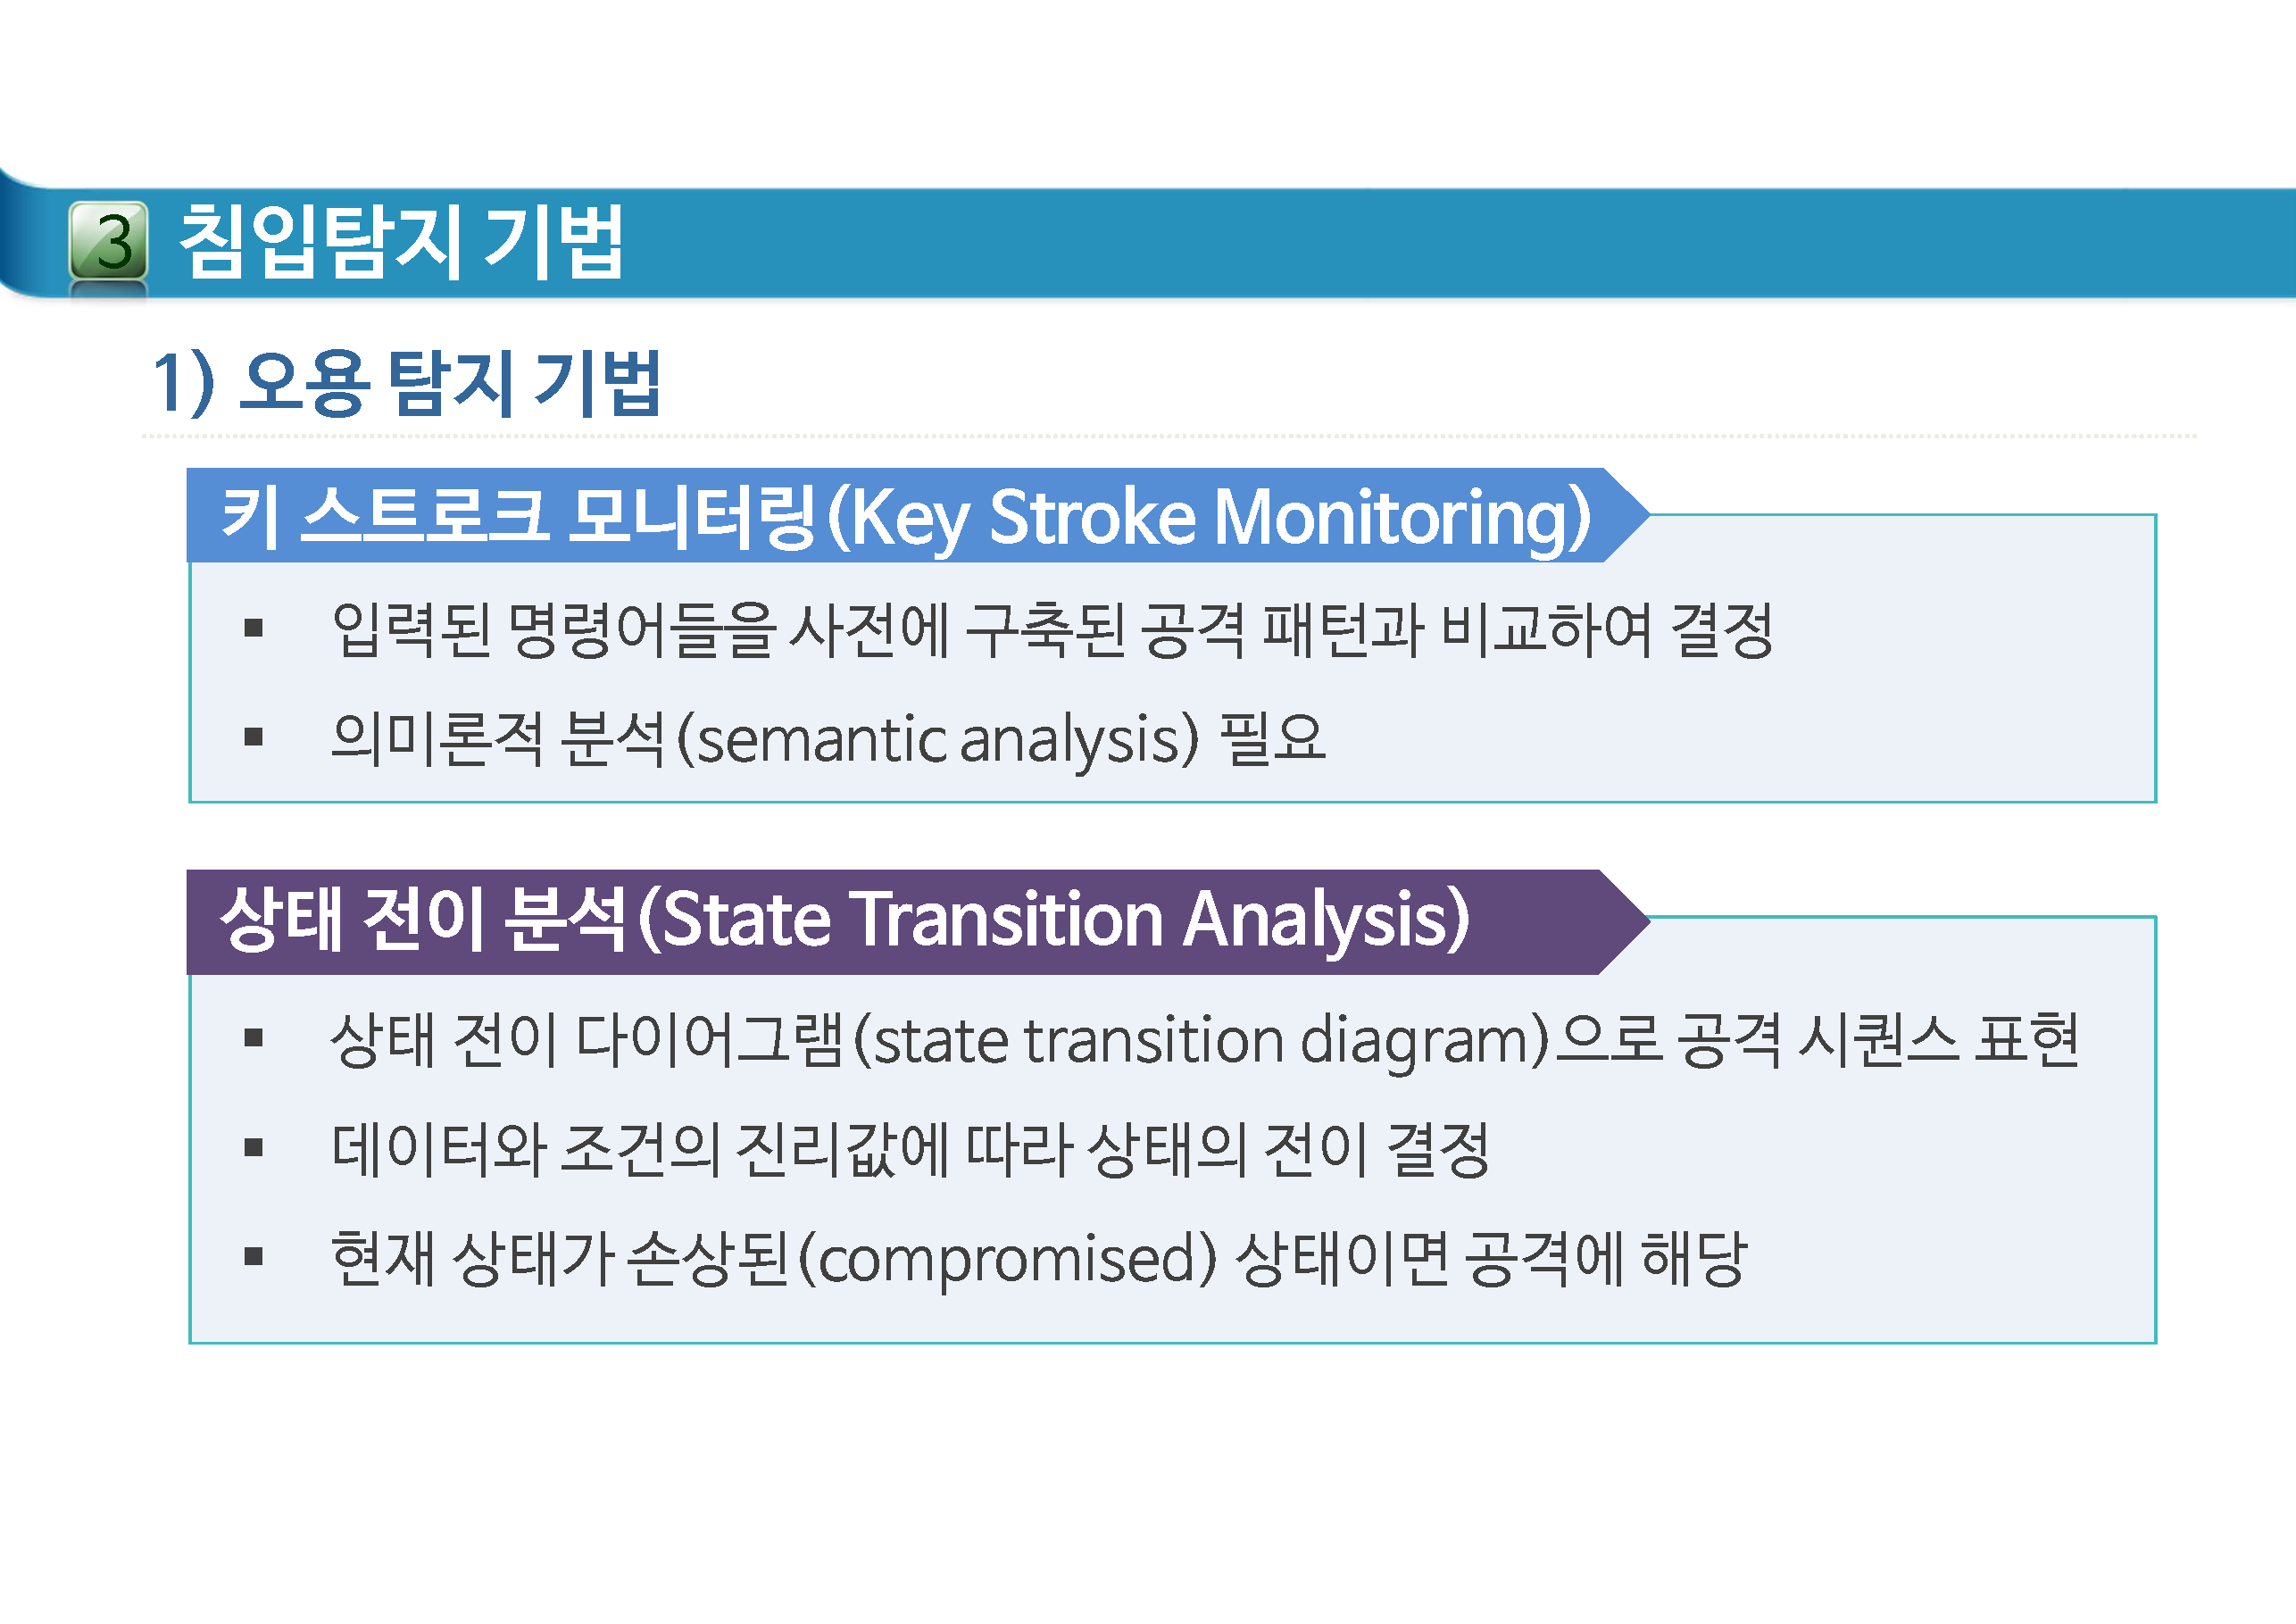 3 침입탐지 기법
1) 오용 탐지 기법
키 스트로크 모니터링(Key Stroke Monitoring)
▪ 입력된 명령어들을 사전에 구축된 공격 패턴과 비교하여 결정
▪ 의미론적 분석(semantic analysis) 필요
상태 전이 분석(State Transition Analysis)
▪ 상태 전이 다이어그램(state transition diagram)으로 공격 시퀀스 표현
▪ 데이터와 조건의 진리값에 따라 상태의 전이 결정
▪ 현재 상태가 손상된(compromised) 상태이면 공격에 해당